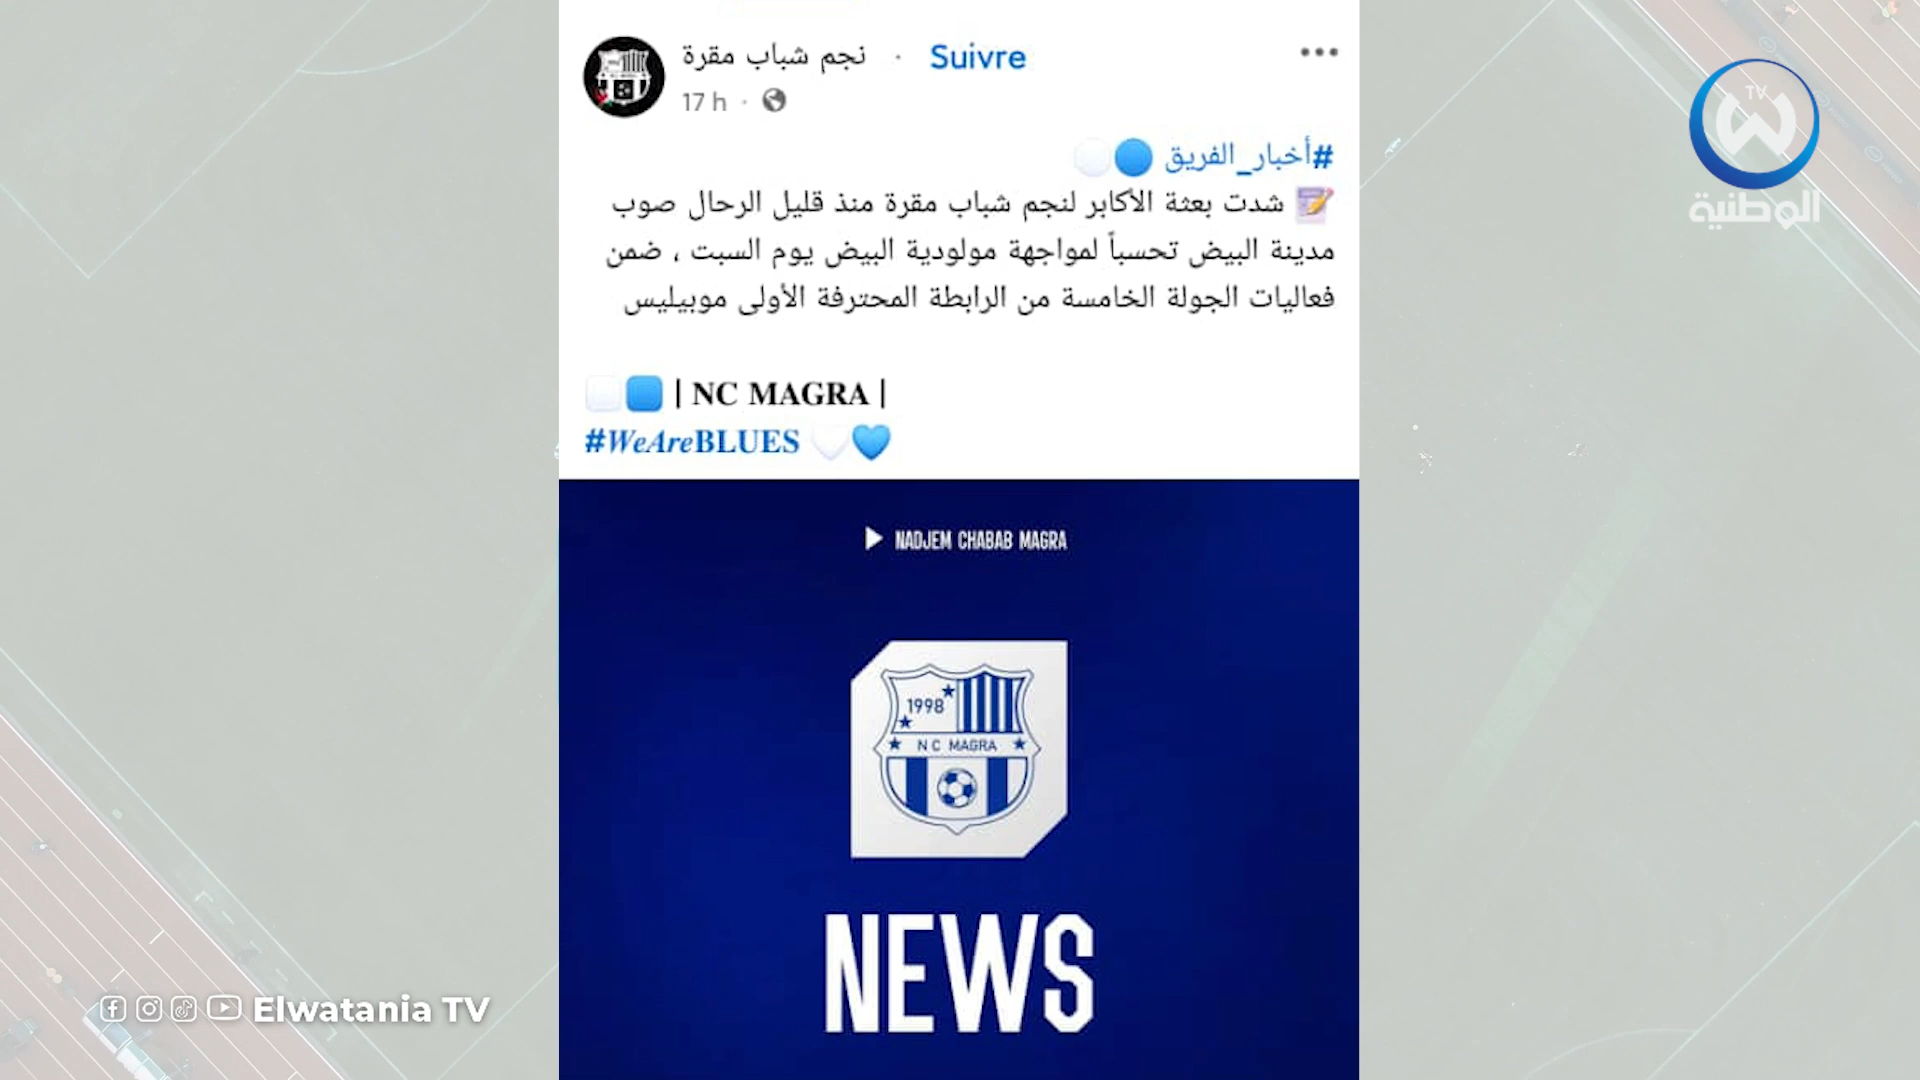 نجم شباب مقرة · Suivre
17 h ·
#أخبار_الفريق
شدت بعثة الأكابر لنجم شباب مقرة منذ قليل الرحال صوب
مدينة البيض تحسباً لمواجهة مولودية البيض يوم السبت ، ضمن
فعاليات الجولة الخامسة من الرابطة المحترفة الأولى موبيليس
| NC MAGRA |
#WeAreBLUES
NADJEM CHABAB MAGRA
1998
NC MAGRA
NEWS
TV
الوطنية
Elwatania TV